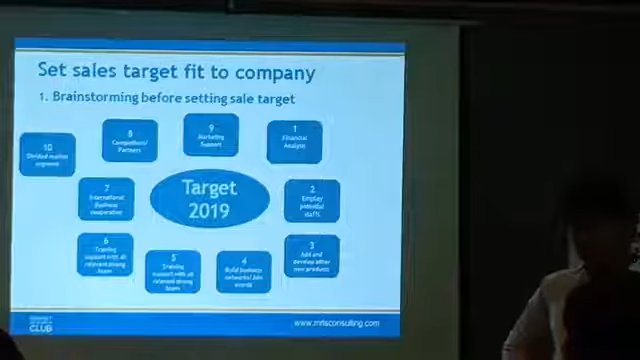 Set sales target fit to company
1. Brainstorming before setting sale target
Target
2019
1
Financial
Analysis
2
Employ
potential
staffs
3
Add and
develop other
new products
4
Build business
networks/Join
events
5
Training
support with all
relevant strong
team
6
Training
support with all
relevant strong
team
7
International
Business
cooperation
8
Competitors/
Partners
9
Marketing
Support
10
Divided market
segments
CLUB
www.mfisconsulting.com